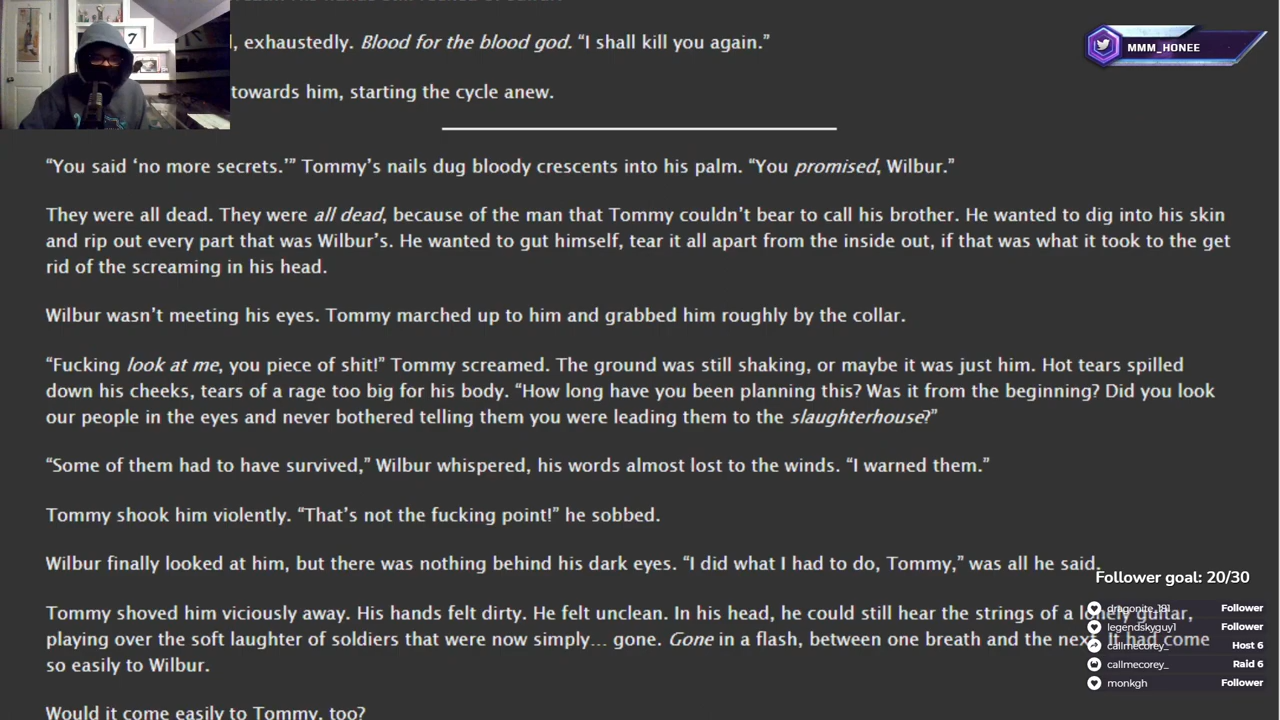 , exhaustedly. Blood for the blood god. “I shall kill you again.”
MMM_HONEE
7
towards him, starting the cycle anew.
“You said ‘no more secrets.’” Tommy’s nails dug bloody crescents into his palm. “You promised, Wilbur.”
They were all dead. They were all dead, because of the man that Tommy couldn’t bear to call his brother. He wanted to dig into his skin
and rip out every part that was Wilbur’s. He wanted to gut himself, tear it all apart from the inside out, if that was what it took to the get
rid of the screaming in his head.
Wilbur wasn’t meeting his eyes. Tommy marched up to him and grabbed him roughly by the collar.
“Fucking look at me, you piece of shit!” Tommy screamed. The ground was still shaking, or maybe it was just him. Hot tears spilled
down his cheeks, tears of a rage too big for his body. “How long have you been planning this? Was it from the beginning? Did you look
our people in the eyes and never bothered telling them you were leading them to the slaughterhouse?”
“Some of them had to have survived,” Wilbur whispered, his words almost lost to the winds. “I warned them.”
Tommy shook him violently. “That’s not the fucking point!” he sobbed.
Wilbur finally looked at him, but there was nothing behind his dark eyes. “I did what I had to do, Tommy,” was all he said.
Follower goal: 20/30
Tommy shoved him viciously away. His hands felt dirty. He felt unclean. In his head, he could still hear the strings of a lonely guitar,
playing over the soft laughter of soldiers that were now simply… gone. Gone in a flash, between one breath and the next. It had come
so easily to Wilbur.
dragonite_191 Follower
legendskyguy1 Follower
callmecorey_ Host 6
callmecorey_ Raid 6
monkgh Follower
Would it come easily to Tommy, too?